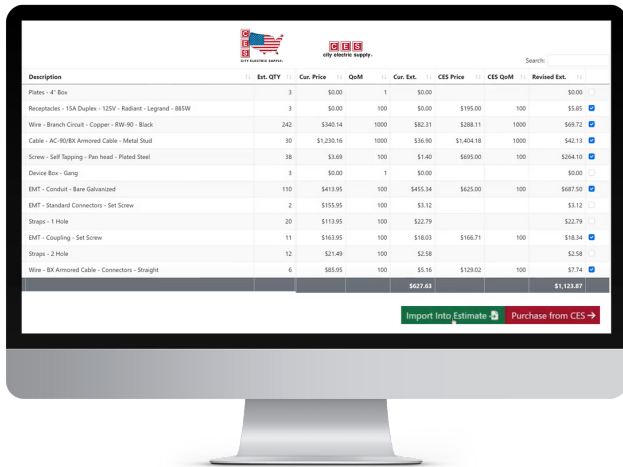 CES
CITY ELECTRIC SUPPLY
CES
city electric supply
Search:
Description Est. QTY Cur. Price QoM Cur. Ext. CES Price CES QoM Revised Ext.
Plates - 4" Box 3 $0.00 1 $0.00 $0.00
Receptacles - 15A Duplex - 125V - Radiant - Legrand - 885W 3 $0.00 100 $0.00 $195.00 100 $5.85
Wire - Branch Circuit - Copper - RW-90 - Black 242 $340.14 1000 $82.31 $288.11 1000 $69.72
Cable - AC-90/BX Armored Cable - Metal Stud 30 $1,230.16 1000 $36.90 $1,404.18 1000 $42.13
Screw - Self Tapping - Pan head - Plated Steel 38 $3.69 100 $1.40 $695.00 100 $264.10
Device Box - Gang 3 $0.00 1 $0.00 $0.00
EMT - Conduit - Bare Galvanized 110 $413.95 100 $455.34 $625.00 100 $687.50
EMT - Standard Connectors - Set Screw 2 $155.95 100 $3.12 $3.12
Straps - 1 Hole 20 $113.95 100 $22.79 $22.79
EMT - Coupling - Set Screw 11 $163.95 100 $18.03 $166.71 100 $18.34
Straps - 2 Hole 12 $21.49 100 $2.58 $2.58
Wire - BX Armored Cable - Connectors - Straight 6 $85.95 100 $5.16 $129.02 100 $7.74
$627.63 $1,123.87
Import Into Estimate Purchase from CES